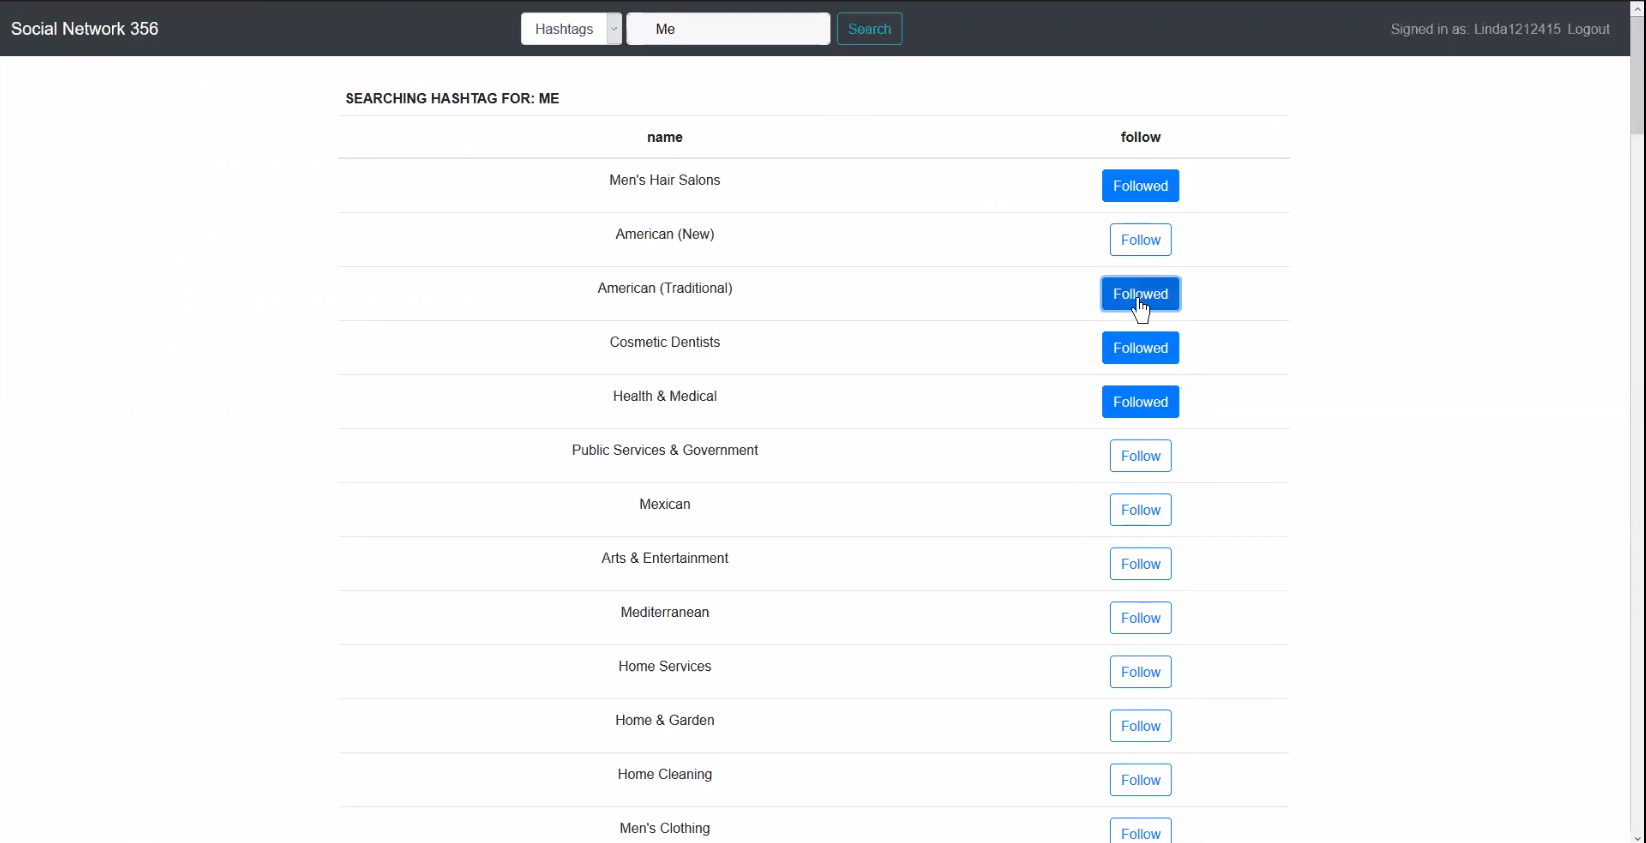 Social Network 356 Hashtags Me Search Signed in as: Linda1212415 Logout
SEARCHING HASHTAG FOR: ME
name follow
Men's Hair Salons Followed
American (New) Follow
American (Traditional) Followed
Cosmetic Dentists Followed
Health & Medical Followed
Public Services & Government Follow
Mexican Follow
Arts & Entertainment Follow
Mediterranean Follow
Home Services Follow
Home & Garden Follow
Home Cleaning Follow
Men's Clothing Follow